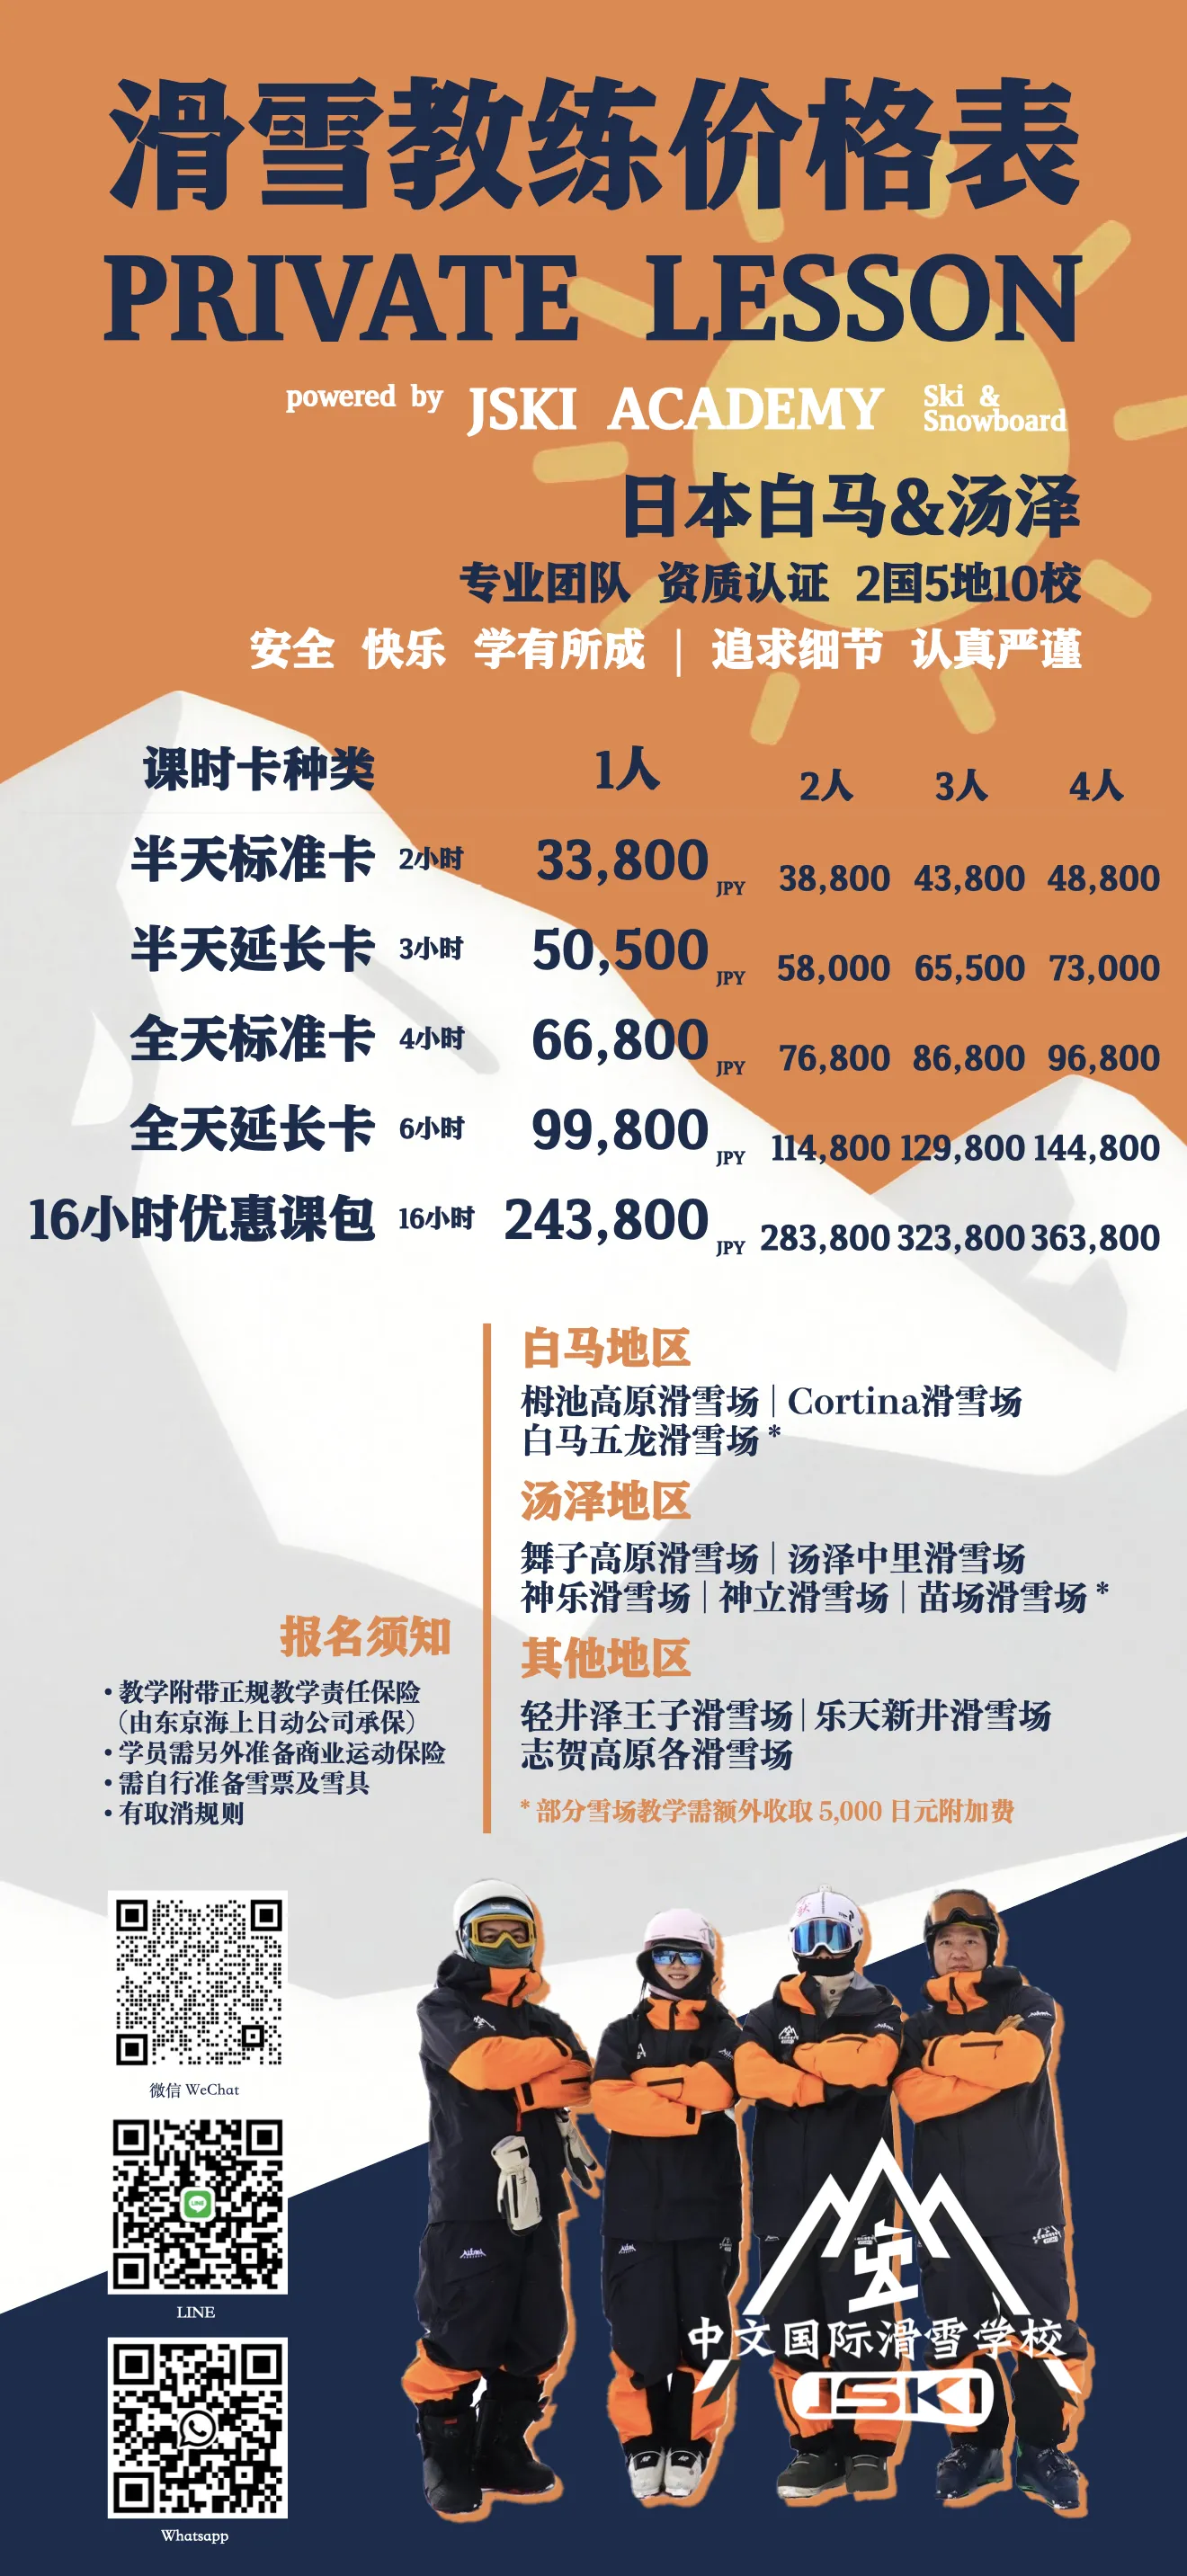 滑雪教练价格表
PRIVATE LESSON
powered by JSKI ACADEMY Ski & Snowboard
日本白马&汤泽
专业团队 资质认证 2国5地10校
安全 快乐 学有所成 | 追求细节 认真严谨
课时卡种类 1人 2人 3人 4人
半天标准卡 2小时 33,800 JPY 38,800 43,800 48,800
半天延长卡 3小时 50,500 JPY 58,000 65,500 73,000
全天标准卡 4小时 66,800 JPY 76,800 86,800 96,800
全天延长卡 6小时 99,800 JPY 114,800 129,800 144,800
16小时优惠课包 16小时 243,800 JPY 283,800 323,800 363,800
白马地区
栂池高原滑雪场 | Cortina滑雪场
白马五龙滑雪场 *
汤泽地区
舞子高原滑雪场 | 汤泽中里滑雪场
神乐滑雪场 | 神立滑雪场 | 苗场滑雪场 *
其他地区
轻井泽王子滑雪场 | 乐天新井滑雪场
志贺高原各滑雪场
* 部分雪场教学需额外收取 5,000 日元附加费
报名须知
• 教学附带正规教学责任保险
（由东京海上日动公司承保）
• 学员需另外准备商业运动保险
• 需自行准备雪票及雪具
• 有取消规则
微信 WeChat
LINE
LINE
Whatsapp
中文国际滑雪学校
JSKI